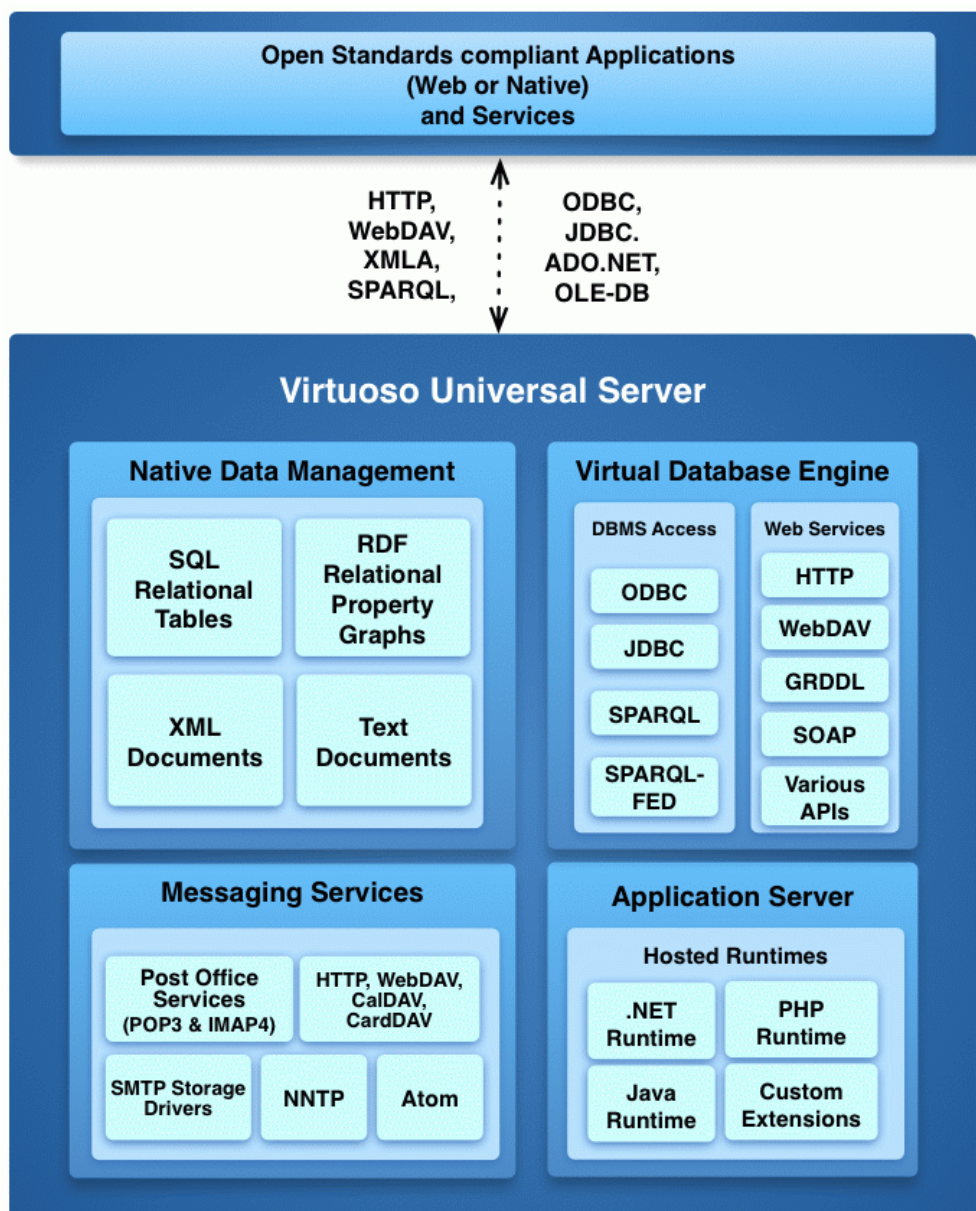 Open Standards compliant Applications
(Web or Native)
and Services
HTTP,
WebDAV,
XMLA,
SPARQL,
ODBC,
JDBC.
ADO.NET,
OLE-DB
Virtuoso Universal Server
Native Data Management
SQL
Relational
Tables
RDF
Relational
Property
Graphs
XML
Documents
Text
Documents
Virtual Database Engine
DBMS Access
ODBC
JDBC
SPARQL
SPARQL-
FED
Web Services
HTTP
WebDAV
GRDDL
SOAP
Various
APIs
Messaging Services
Post Office
Services
(POP3 & IMAP4)
HTTP, WebDAV,
CalDAV,
CardDAV
SMTP Storage
Drivers
NNTP
Atom
Application Server
Hosted Runtimes
.NET
Runtime
PHP
Runtime
Java
Runtime
Custom
Extensions